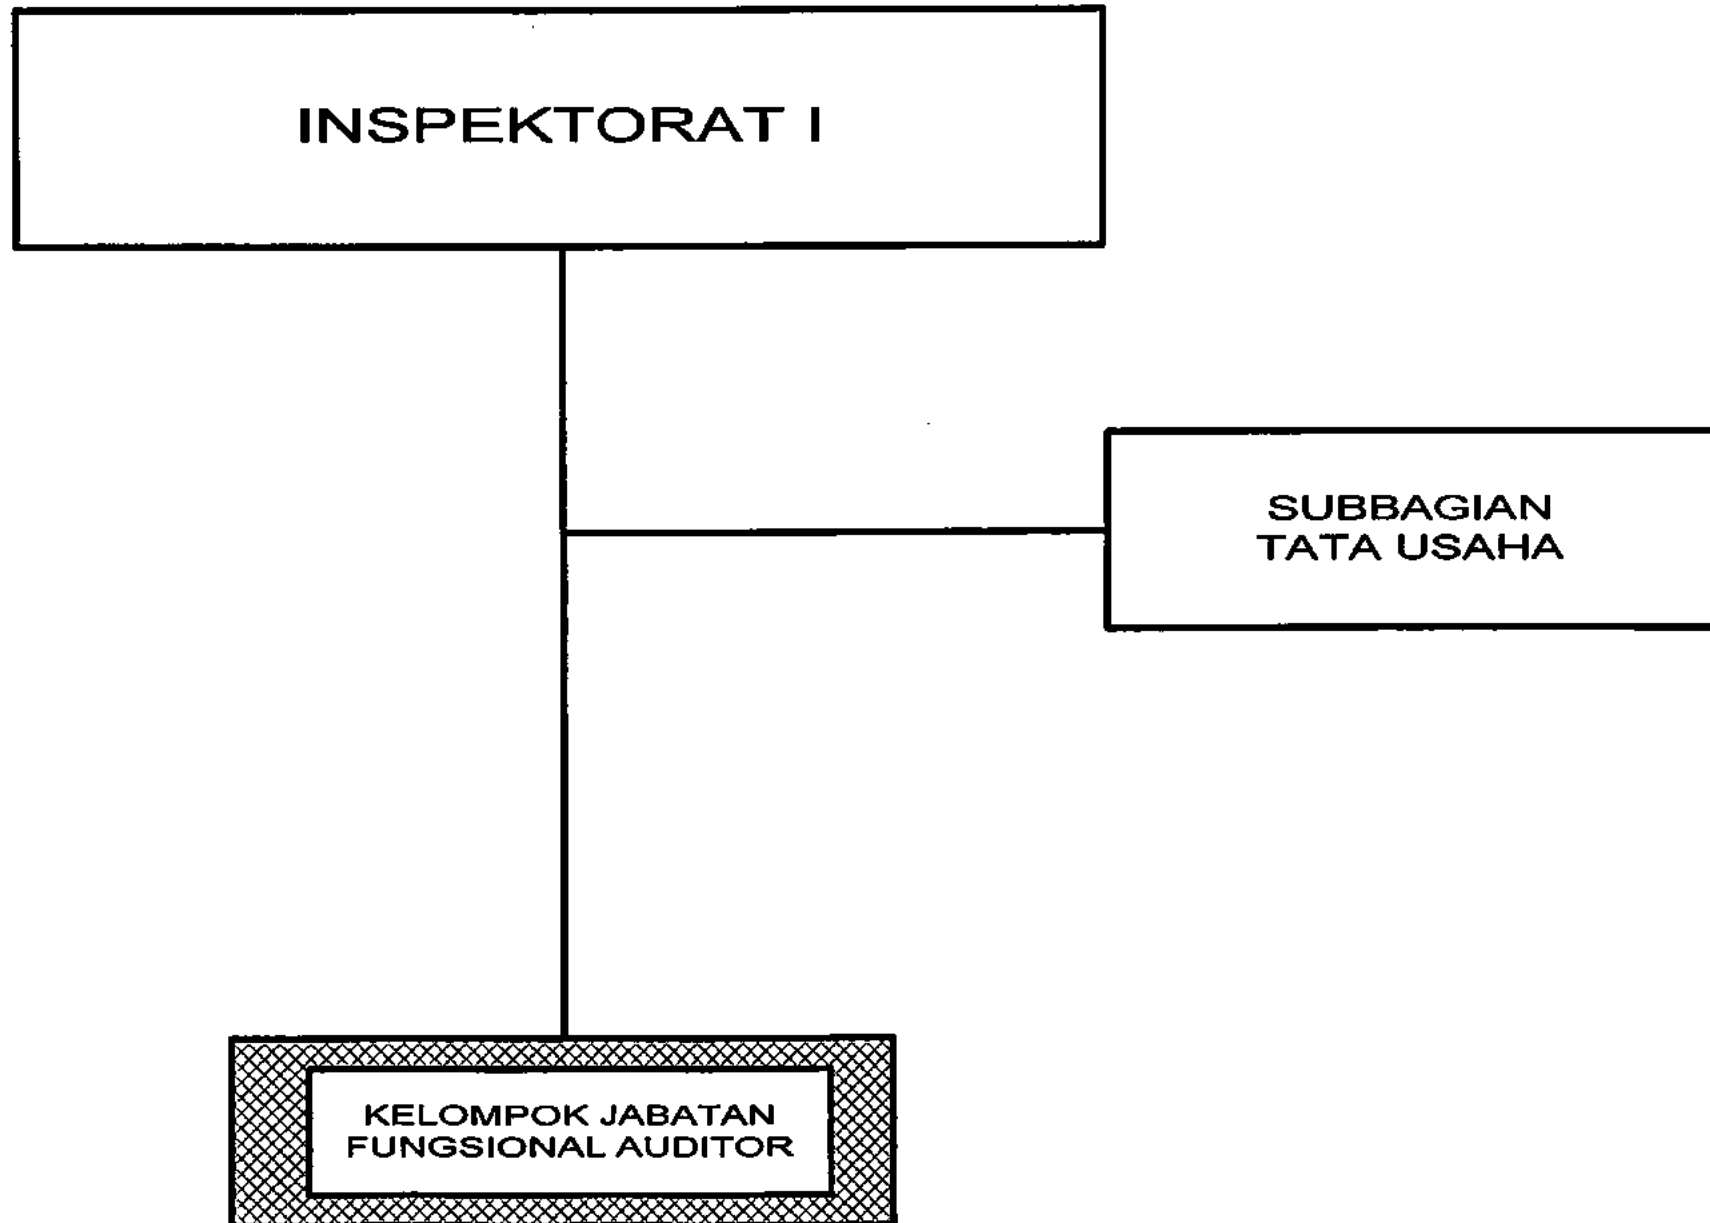 INSPEKTORAT I
SUBBAGIAN
TATA USAHA
KELOMPOK JABATAN
FUNGSIONAL AUDITOR